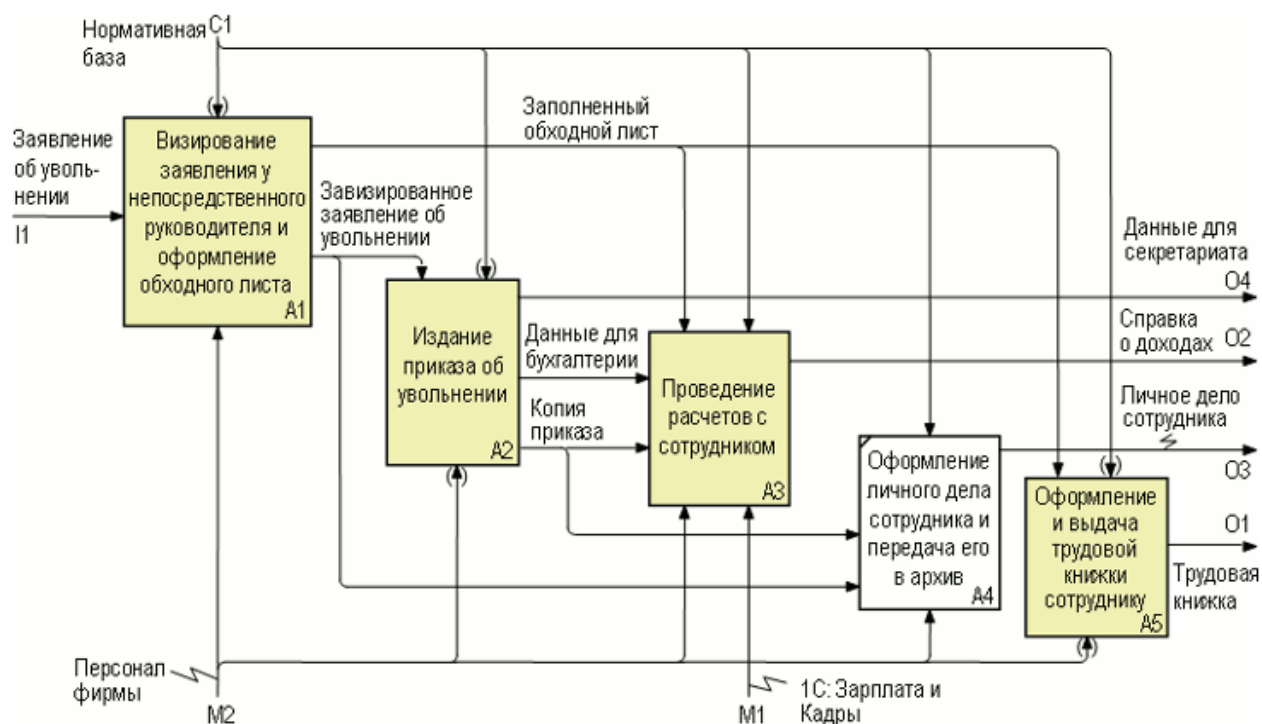 Нормативная
база
C1
Заявление
об уволь-
нении
I1
Визирование
заявления у
непосредственного
руководителя и
оформление
обходного листа
A1
Заполненный
обходной лист
Завизированное
заявление об
увольнении
Издание
приказа об
увольнении
A2
Данные для
бухгалтерии
Копия
приказа
Проведение
расчетов с
сотрудником
A3
Оформление
личного дела
сотрудника и
передача его
в архив
A4
Оформление
и выдача
трудовой
книжки
сотруднику
A5
Данные для
секретариата
O4
Справка
о доходах
O2
Личное дело
сотрудника
O3
O1
Трудовая
книжка
Персонал
фирмы
M2
M1
1С: Зарплата и
Кадры